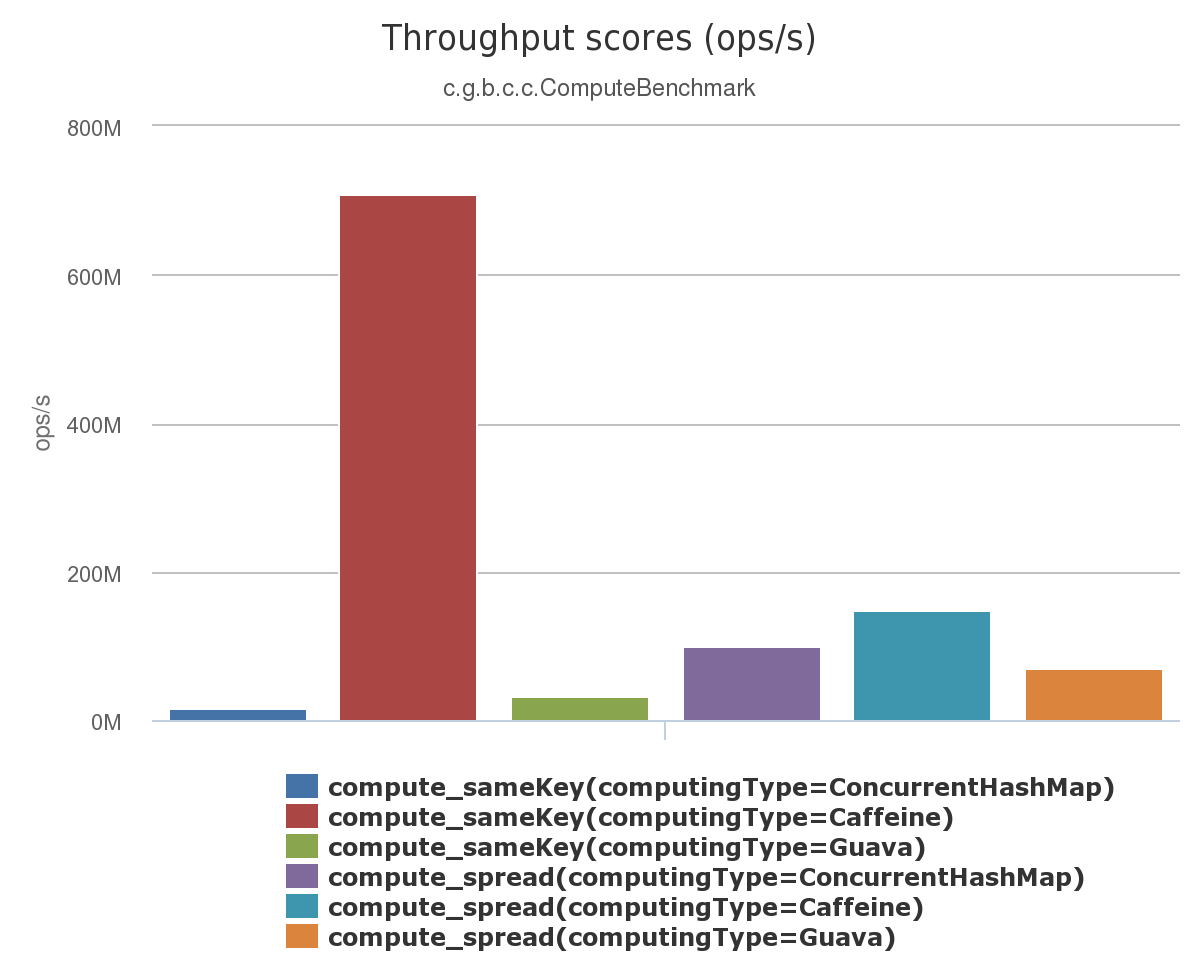 Throughput scores (ops/s)
c.g.b.c.c.ComputeBenchmark
800M
600M
400M
200M
0M
ops/s
compute_sameKey(computingType=ConcurrentHashMap)
compute_sameKey(computingType=Caffeine)
compute_sameKey(computingType=Guava)
compute_spread(computingType=ConcurrentHashMap)
compute_spread(computingType=Caffeine)
compute_spread(computingType=Guava)